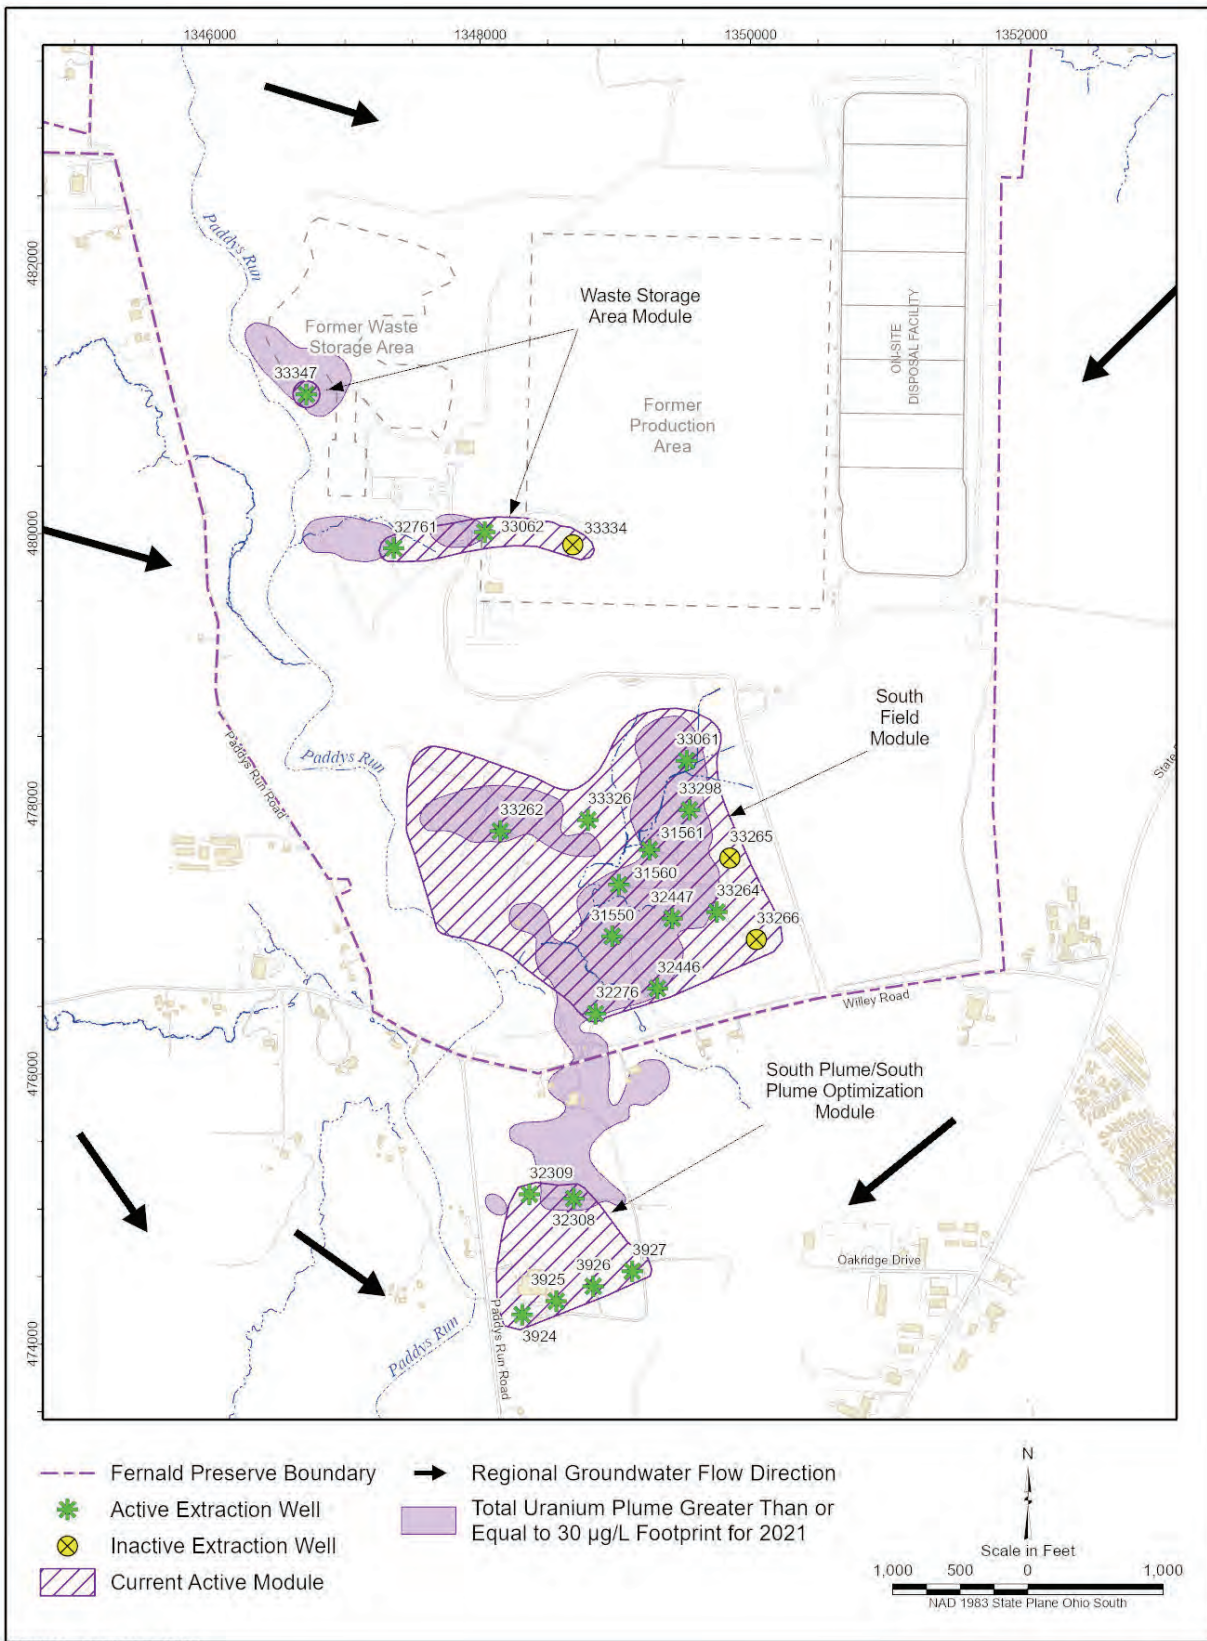 1346000
1348000
1350000
1352000
482000
480000
478000
476000
474000
Paddys Run
Waste Storage
Area Module
Former Waste
Storage Area
33347
Former
Production
Area
ON-SITE
DISPOSAL FACILITY
32761
33062
33334
South
Field
Module
Paddys Run
Paddys Run Road
State
33061
33298
33262
33326
33265
31561
31560
32447
33264
31550
33266
32446
32276
Willey Road
South Plume/South
Plume Optimization
Module
32309
32308
3927
3926
3925
3924
Oakridge Drive
Paddys Run
Paddys Run Road
Fernald Preserve Boundary
Active Extraction Well
Inactive Extraction Well
Current Active Module
Regional Groundwater Flow Direction
Total Uranium Plume Greater Than or
Equal to 30 µg/L Footprint for 2021
N
Scale in Feet
1,000 500 0 1,000
NAD 1983 State Plane Ohio South